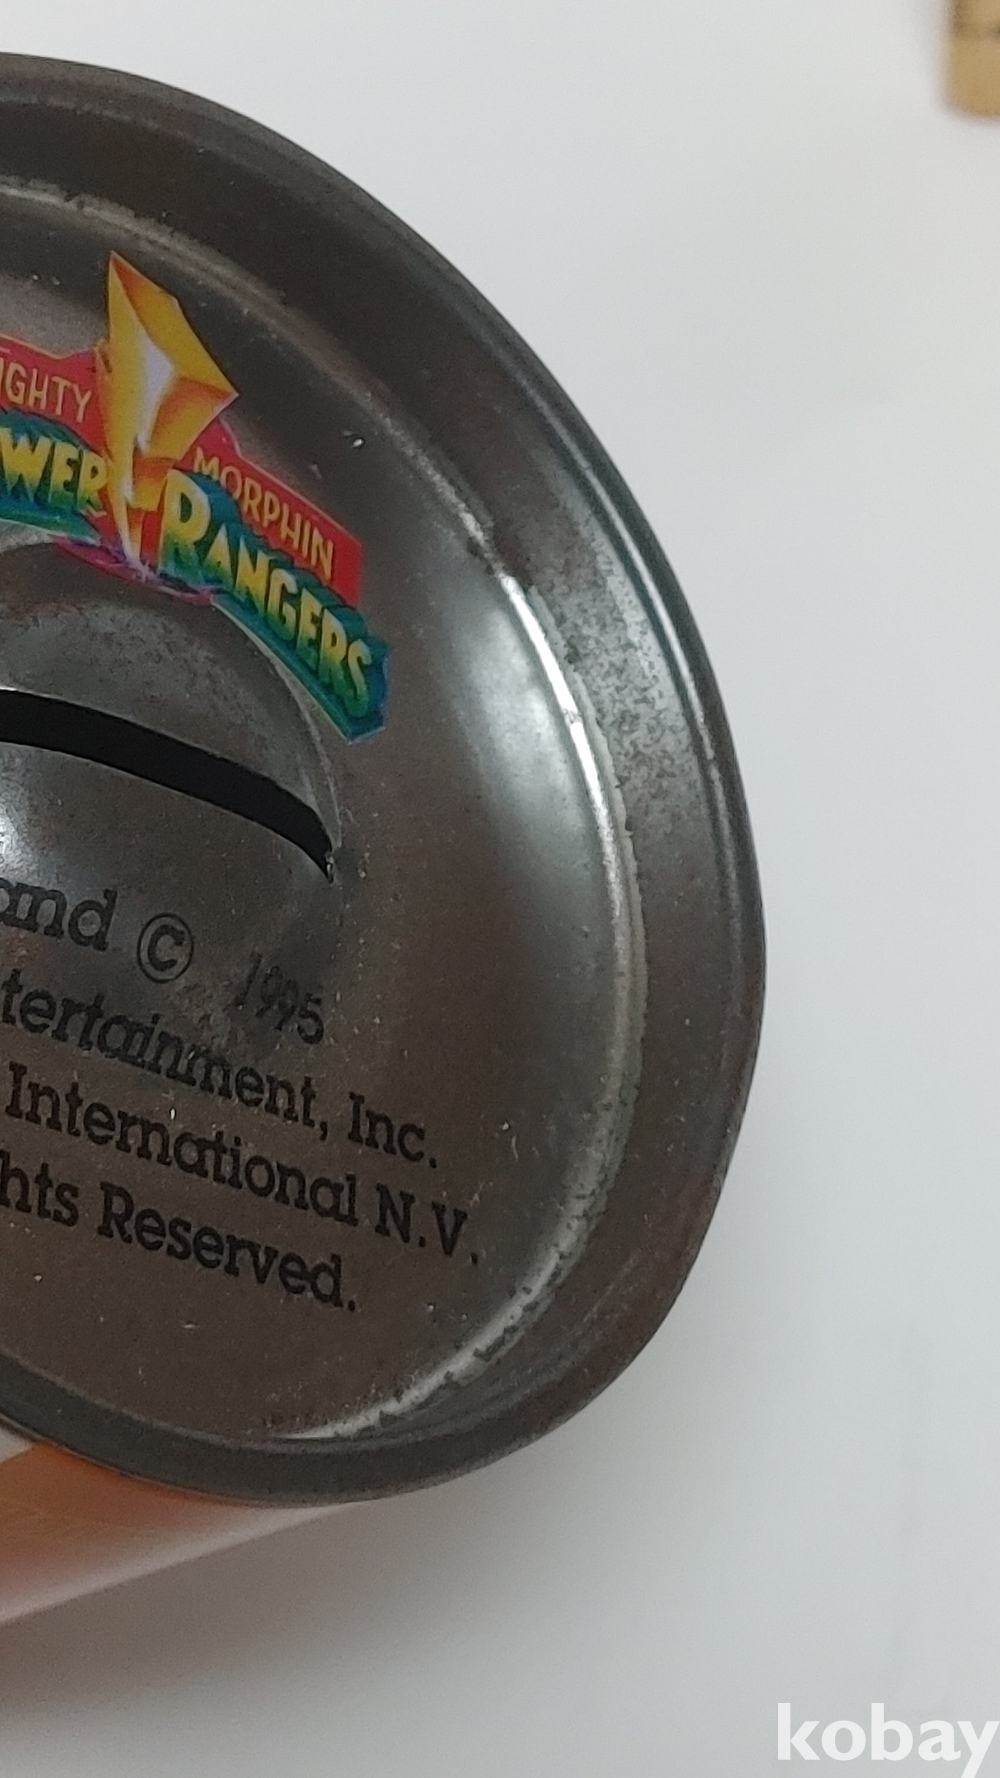 IGHTY
MORPHIN
WER RANGERS
and © 1995
tertainment, Inc.
International N.V.
hts Reserved.
kobay